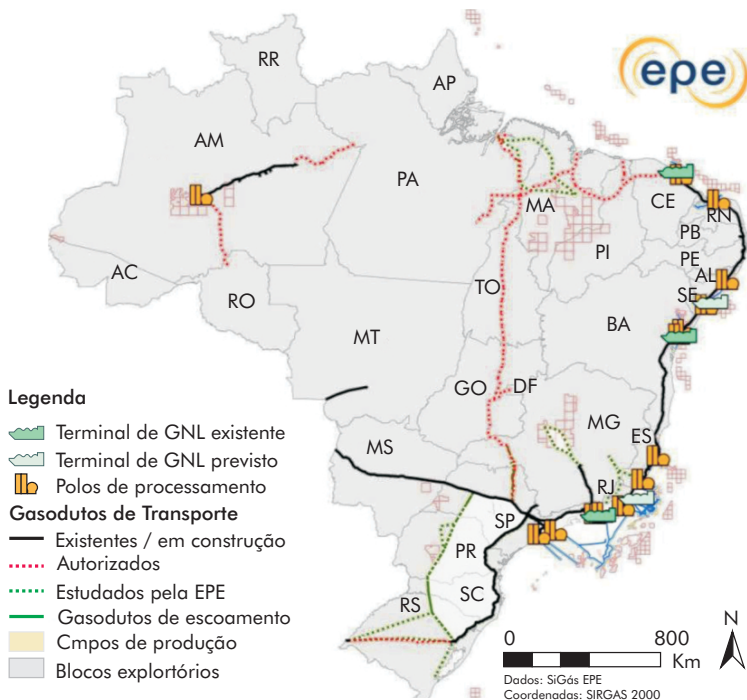 epe
RR
AP
AM
PA
MA
CE
RN
PB
PE
AL
SE
PI
AC
RO
TO
BA
MT
GO
DF
MG
ES
MS
RJ
SP
PR
SC
RS
Legenda
Terminal de GNL existente
Terminal de GNL previsto
Polos de processamento
Gasodutos de Transporte
Existentes / em construção
Autorizados
Estudados pela EPE
Gasodutos de escoamento
Cmpos de produção
Blocos explortórios
0 800
Km
N
Dados: SiGás EPE
Coordenadas: SIRGAS 2000